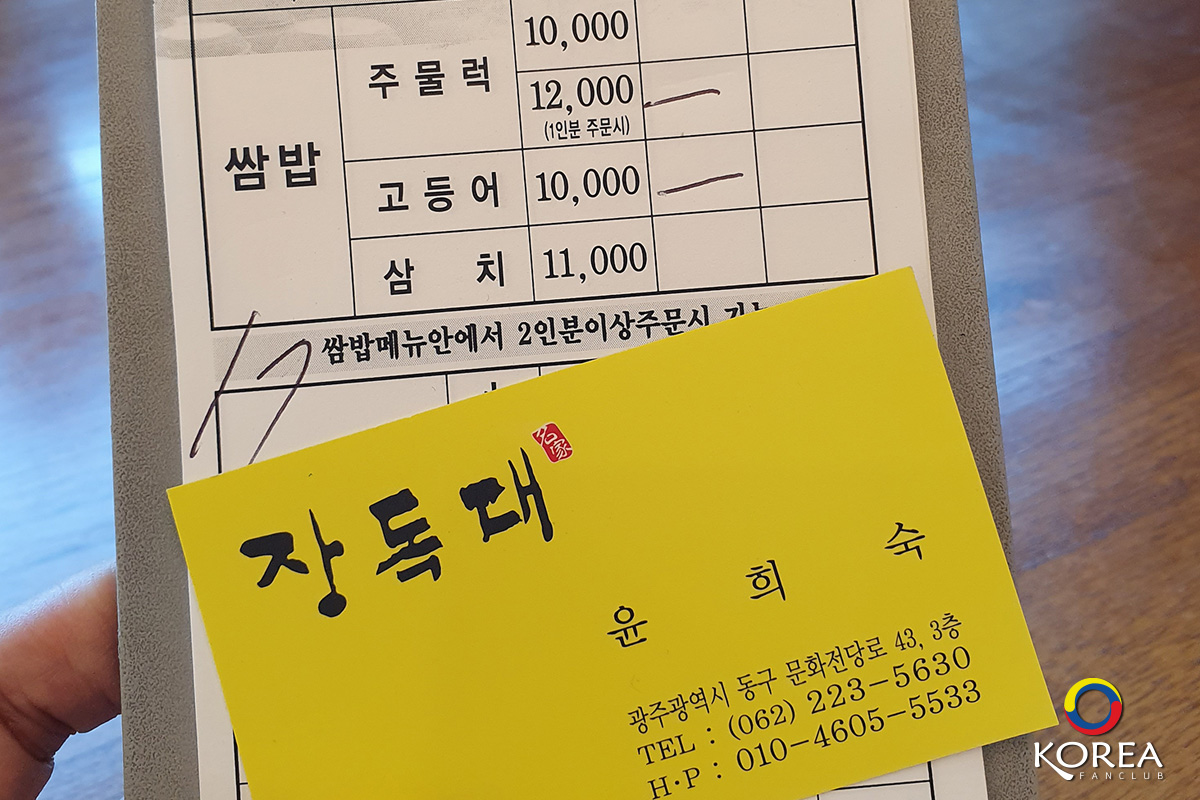 10,000
주물럭
12,000
(1인분 주문시)
쌈밥
고등어 10,000
삼치 11,000
쌈밥메뉴안에서 2인분이상주문시
장독대 名家
윤희숙
광주광역시 동구 문화전당로 43, 3층
TEL : (062) 223-5630
H·P : 010-4605-5533
KOREA
FANCLUB